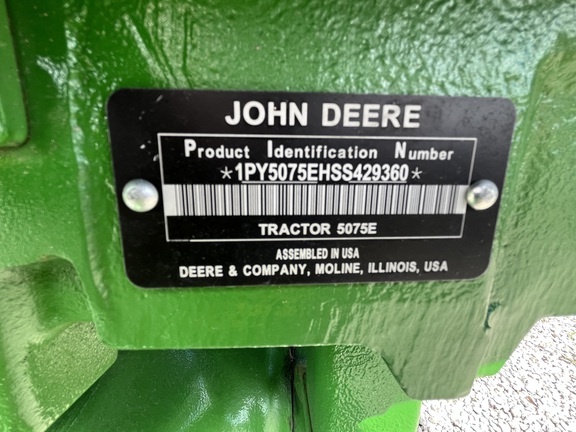 JOHN DEERE
Product Identification Number
*1PY5075EHSS429360*
TRACTOR 5075E
ASSEMBLED IN USA
DEERE & COMPANY, MOLINE, ILLINOIS, USA